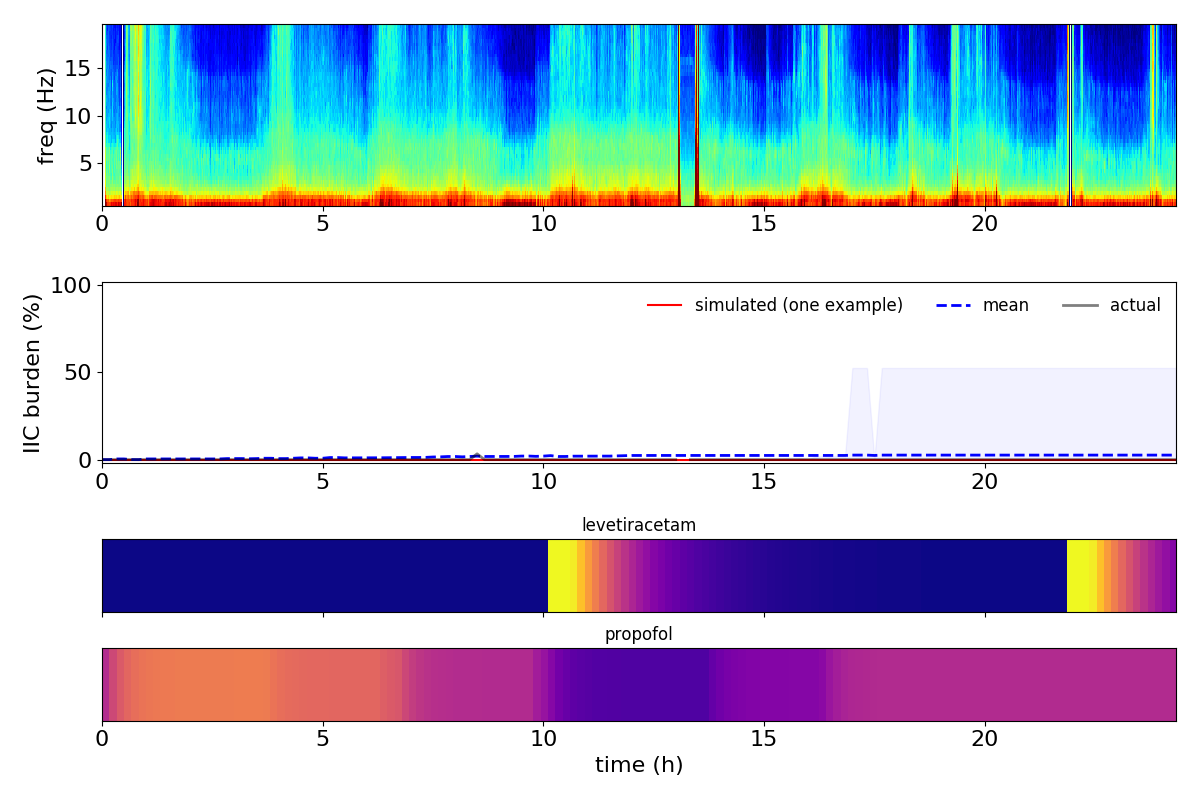 freq (Hz)
15
10
5
0 5 10 15 20
IIC burden (%)
100
50
0
simulated (one example) mean actual
0 5 10 15 20
levetiracetam
propofol
0 5 10 15 20
time (h)